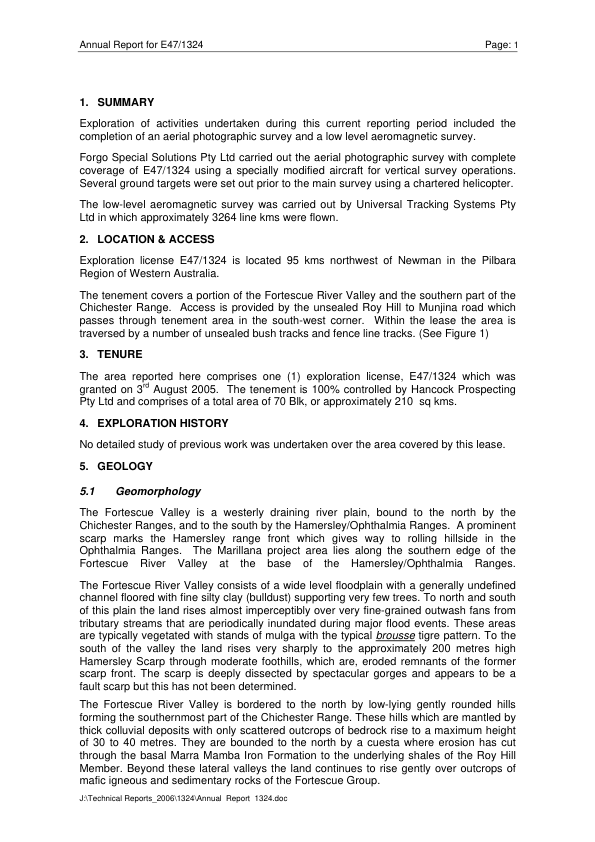 Annual Report for E47/1324 Page: 1
1. SUMMARY
Exploration of activities undertaken during this current reporting period included the
completion of an aerial photographic survey and a low level aeromagnetic survey.
Forgo Special Solutions Pty Ltd carried out the aerial photographic survey with complete
coverage of E47/1324 using a specially modified aircraft for vertical survey operations.
Several ground targets were set out prior to the main survey using a chartered helicopter.
The low-level aeromagnetic survey was carried out by Universal Tracking Systems Pty
Ltd in which approximately 3264 line kms were flown.
2. LOCATION & ACCESS
Exploration license E47/1324 is located 95 kms northwest of Newman in the Pilbara
Region of Western Australia.
The tenement covers a portion of the Fortescue River Valley and the southern part of the
Chichester Range. Access is provided by the unsealed Roy Hill to Munjina road which
passes through tenement area in the south-west corner. Within the lease the area is
traversed by a number of unsealed bush tracks and fence line tracks. (See Figure 1)
3. TENURE
The area reported here comprises one (1) exploration license, E47/1324 which was
granted on 3rd August 2005. The tenement is 100% controlled by Hancock Prospecting
Pty Ltd and comprises of a total area of 70 Blk, or approximately 210 sq kms.
4. EXPLORATION HISTORY
No detailed study of previous work was undertaken over the area covered by this lease.
5. GEOLOGY
5.1 Geomorphology
The Fortescue Valley is a westerly draining river plain, bound to the north by the
Chichester Ranges, and to the south by the Hamersley/Ophthalmia Ranges. A prominent
scarp marks the Hamersley range front which gives way to rolling hillside in the
Ophthalmia Ranges. The Marillana project area lies along the southern edge of the
Fortescue River Valley at the base of the Hamersley/Ophthalmia Ranges.
The Fortescue River Valley consists of a wide level floodplain with a generally undefined
channel floored with fine silty clay (bulldust) supporting very few trees. To north and south
of this plain the land rises almost imperceptibly over very fine-grained outwash fans from
tributary streams that are periodically inundated during major flood events. These areas
are typically vegetated with stands of mulga with the typical brousse tigre pattern. To the
south of the valley the land rises very sharply to the approximately 200 metres high
Hamersley Scarp through moderate foothills, which are, eroded remnants of the former
scarp front. The scarp is deeply dissected by spectacular gorges and appears to be a
fault scarp but this has not been determined.
The Fortescue River Valley is bordered to the north by low-lying gently rounded hills
forming the southernmost part of the Chichester Range. These hills which are mantled by
thick colluvial deposits with only scattered outcrops of bedrock rise to a maximum height
of 30 to 40 metres. They are bounded to the north by a cuesta where erosion has cut
through the basal Marra Mamba Iron Formation to the underlying shales of the Roy Hill
Member. Beyond these lateral valleys the land continues to rise gently over outcrops of
mafic igneous and sedimentary rocks of the Fortescue Group.
J:\Technical Reports_2006\1324\Annual Report 1324.doc